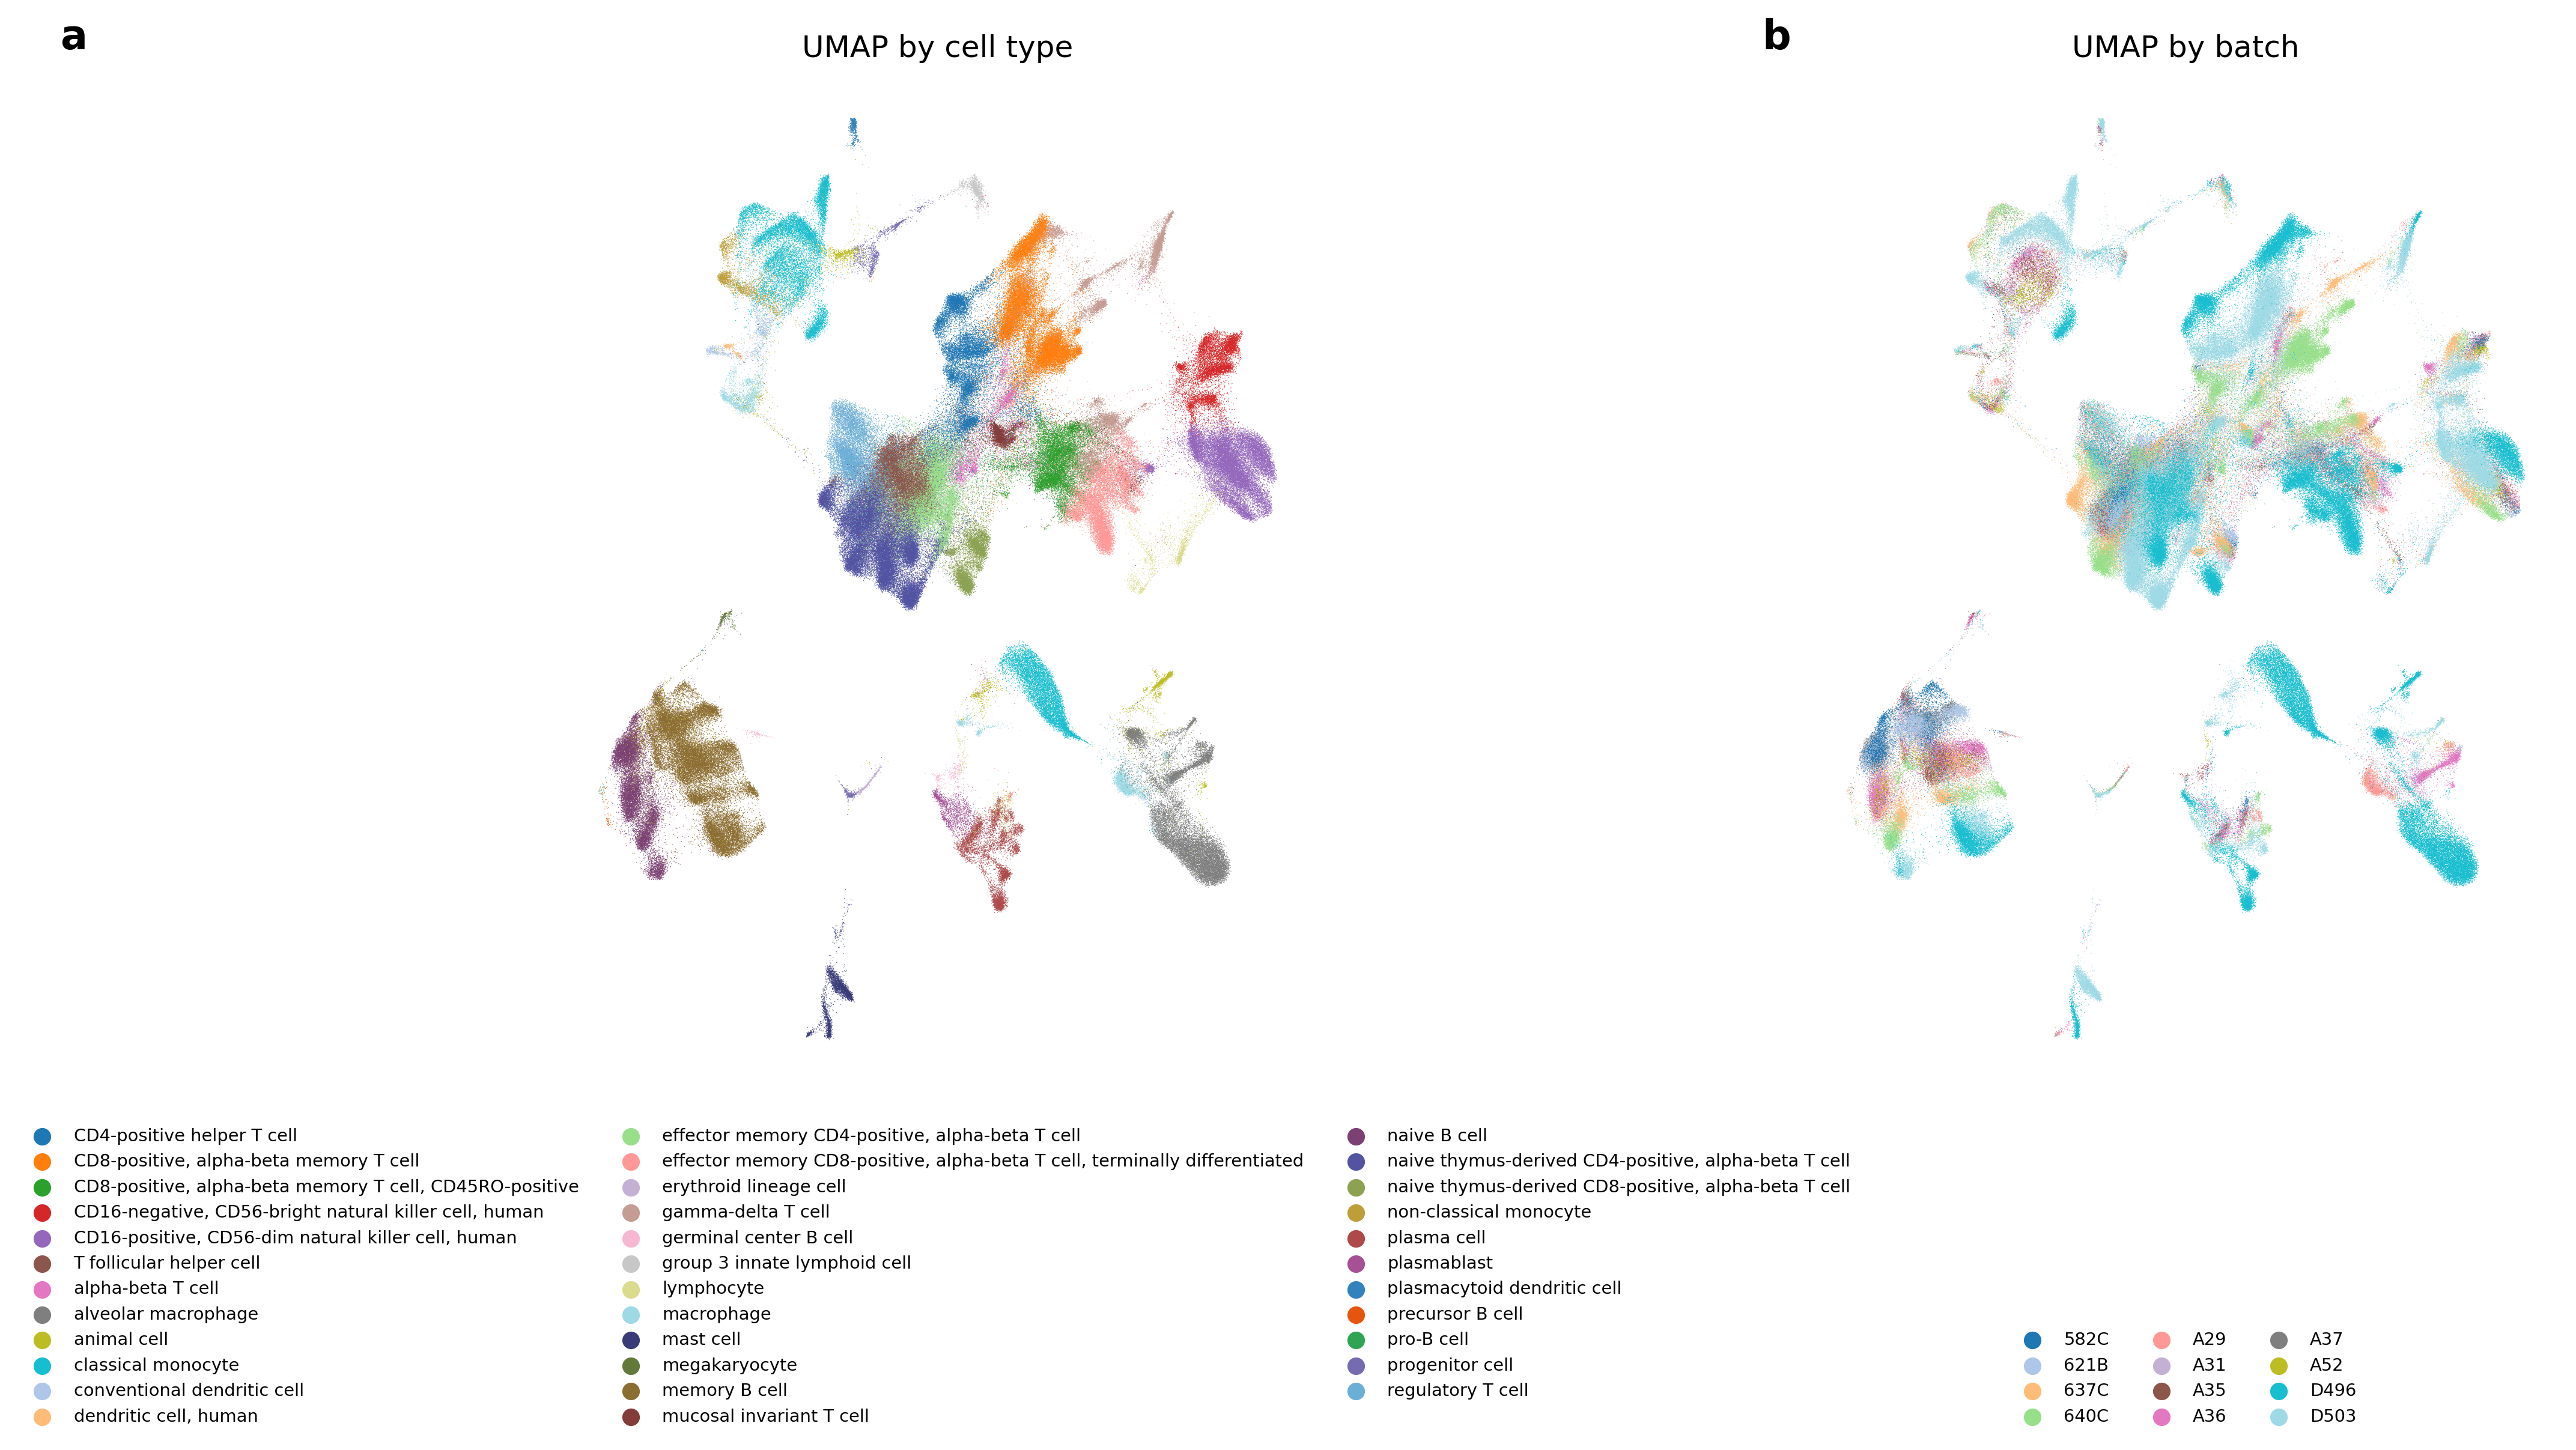 a
UMAP by cell type
CD4-positive helper T cell
CD8-positive, alpha-beta memory T cell
CD8-positive, alpha-beta memory T cell, CD45RO-positive
CD16-negative, CD56-bright natural killer cell, human
CD16-positive, CD56-dim natural killer cell, human
T follicular helper cell
alpha-beta T cell
alveolar macrophage
animal cell
classical monocyte
conventional dendritic cell
dendritic cell, human
effector memory CD4-positive, alpha-beta T cell
effector memory CD8-positive, alpha-beta T cell, terminally differentiated
erythroid lineage cell
gamma-delta T cell
germinal center B cell
group 3 innate lymphoid cell
lymphocyte
macrophage
mast cell
megakaryocyte
memory B cell
mucosal invariant T cell
naive B cell
naive thymus-derived CD4-positive, alpha-beta T cell
naive thymus-derived CD8-positive, alpha-beta T cell
non-classical monocyte
plasma cell
plasmablast
plasmacytoid dendritic cell
precursor B cell
pro-B cell
progenitor cell
regulatory T cell
b
UMAP by batch
582C
621B
637C
640C
A29
A31
A35
A36
A37
A52
D496
D503